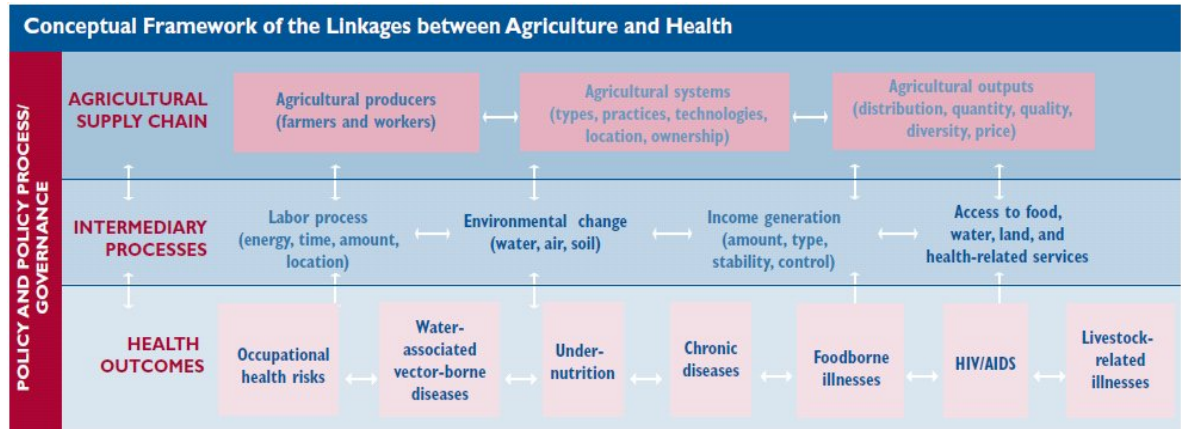 Conceptual Framework of the Linkages between Agriculture and Health
POLICY AND POLICY PROCESS/
GOVERNANCE
AGRICULTURAL
SUPPLY CHAIN
Agricultural producers
(farmers and workers)
Agricultural systems
(types, practices, technologies,
location, ownership)
Agricultural outputs
(distribution, quantity, quality,
diversity, price)
INTERMEDIARY
PROCESSES
Labor process
(energy, time, amount,
location)
Environmental change
(water, air, soil)
Income generation
(amount, type,
stability, control)
Access to food,
water, land, and
health-related services
HEALTH
OUTCOMES
Occupational
health risks
Water-
associated
vector-borne
diseases
Under-
nutrition
Chronic
diseases
Foodborne
illnesses
HIV/AIDS
Livestock-
related
illnesses